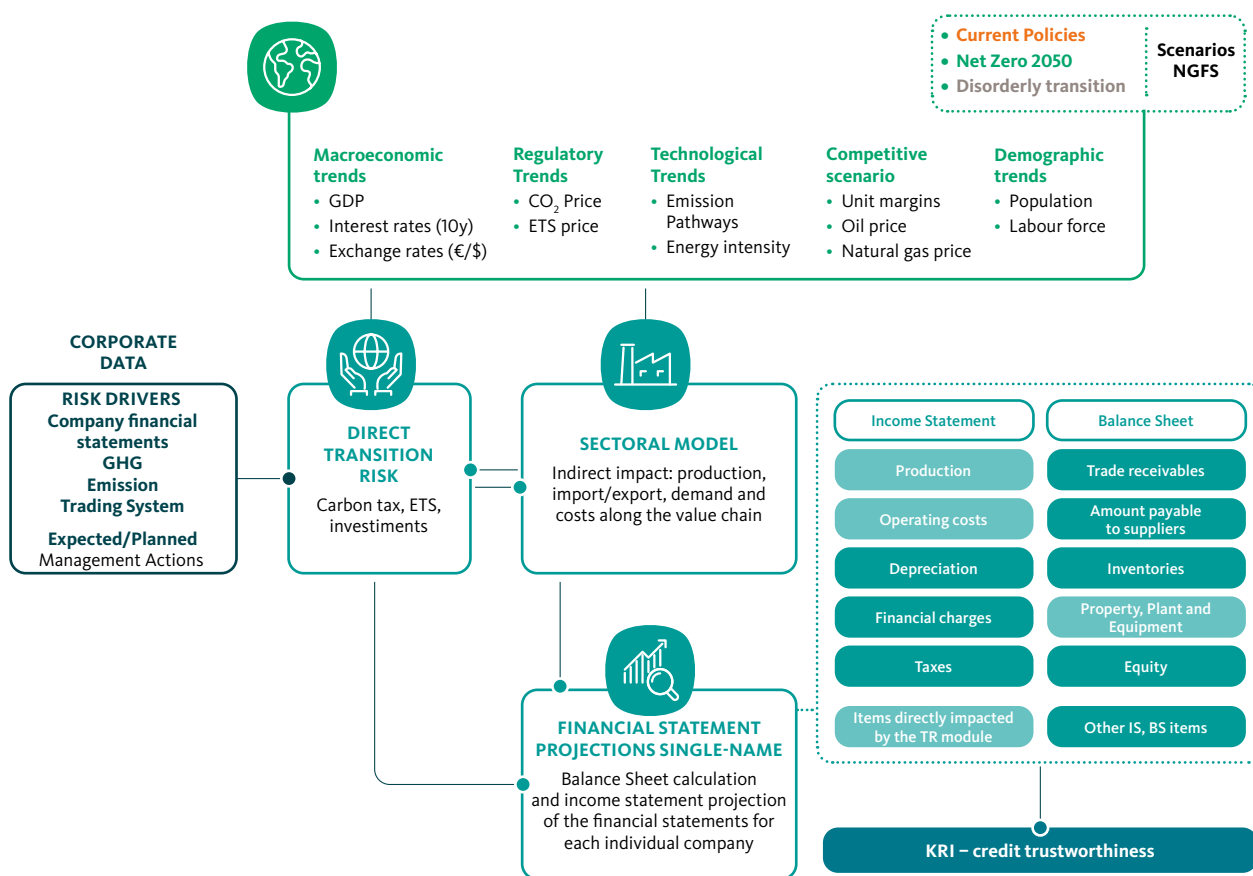 • Current Policies
• Net Zero 2050
• Disorderly transition
Scenarios
NGFS
Macroeconomic
trends
• GDP
• Interest rates (10y)
• Exchange rates (€/$)
Regulatory
Trends
• CO₂ Price
• ETS price
Technological
Trends
• Emission
Pathways
• Energy intensity
Competitive
scenario
• Unit margins
• Oil price
• Natural gas price
Demographic
trends
• Population
• Labour force
CORPORATE
DATA
RISK DRIVERS
Company financial
statements
GHG
Emission
Trading System
Expected/Planned
Management Actions
DIRECT
TRANSITION
RISK
Carbon tax, ETS,
investiments
SECTORAL MODEL
Indirect impact: production,
import/export, demand and
costs along the value chain
FINANCIAL STATEMENT
PROJECTIONS SINGLE-NAME
Balance Sheet calculation
and income statement projection
of the financial statements for
each individual company
Income Statement
Production
Operating costs
Depreciation
Financial charges
Taxes
Items directly impacted
by the TR module
Balance Sheet
Trade receivables
Amount payable
to suppliers
Inventories
Property, Plant and
Equipment
Equity
Other IS, BS items
KRI – credit trustworthiness